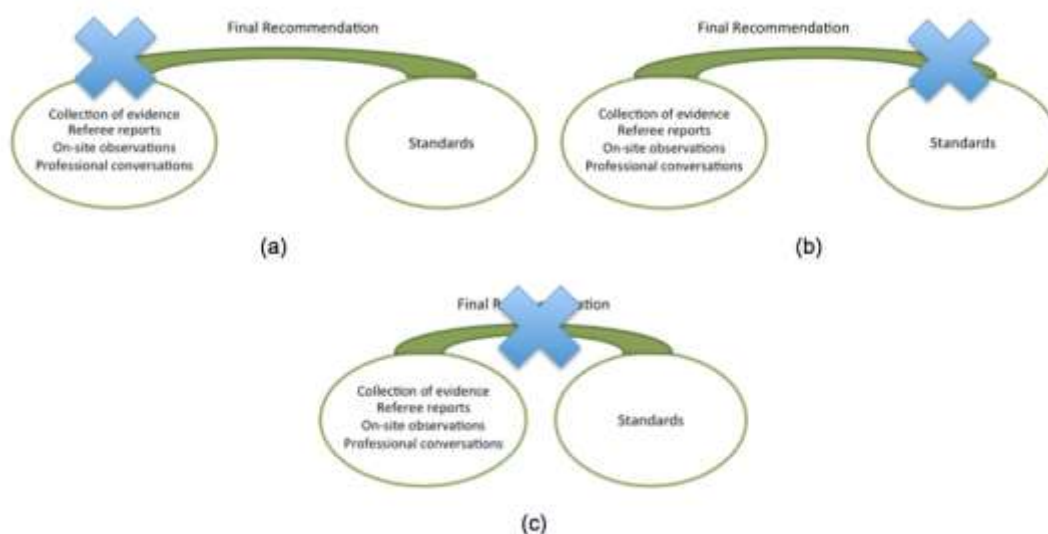 Final Recommendation
Collection of evidence
Referee reports
On-site observations
Professional conversations
Standards
(a)
Final Recommendation
Collection of evidence
Referee reports
On-site observations
Professional conversations
Standards
(b)
Final
Collection of evidence
Referee reports
On-site observations
Professional conversations
Standards
(c)